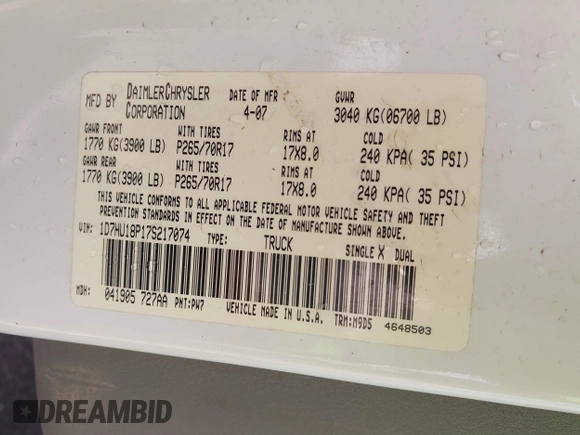 MFD BY DAIMLERCHRYSLER CORPORATION DATE OF MFR 4-07 GVWR 3040 KG(06700 LB)
GAWR FRONT WITH TIRES RIMS AT COLD
1770 KG(3900 LB) P265/70R17 17X8.0 240 KPA( 35 PSI)
GAWR REAR WITH TIRES RIMS AT COLD
1770 KG(3900 LB) P265/70R17 17X8.0 240 KPA( 35 PSI)
THIS VEHICLE CONFORMS TO ALL APPLICABLE FEDERAL MOTOR VEHICLE SAFETY AND THEFT
PREVENTION STANDARDS IN EFFECT ON THE DATE OF MANUFACTURE SHOWN ABOVE.
VIN: 1D7HU18P17S217074 TYPE: TRUCK SINGLE X DUAL
MDH: 041905 727AA PNT:PW7 VEHICLE MADE IN U.S.A. TRM:M9D5 4648503
DREAMBID